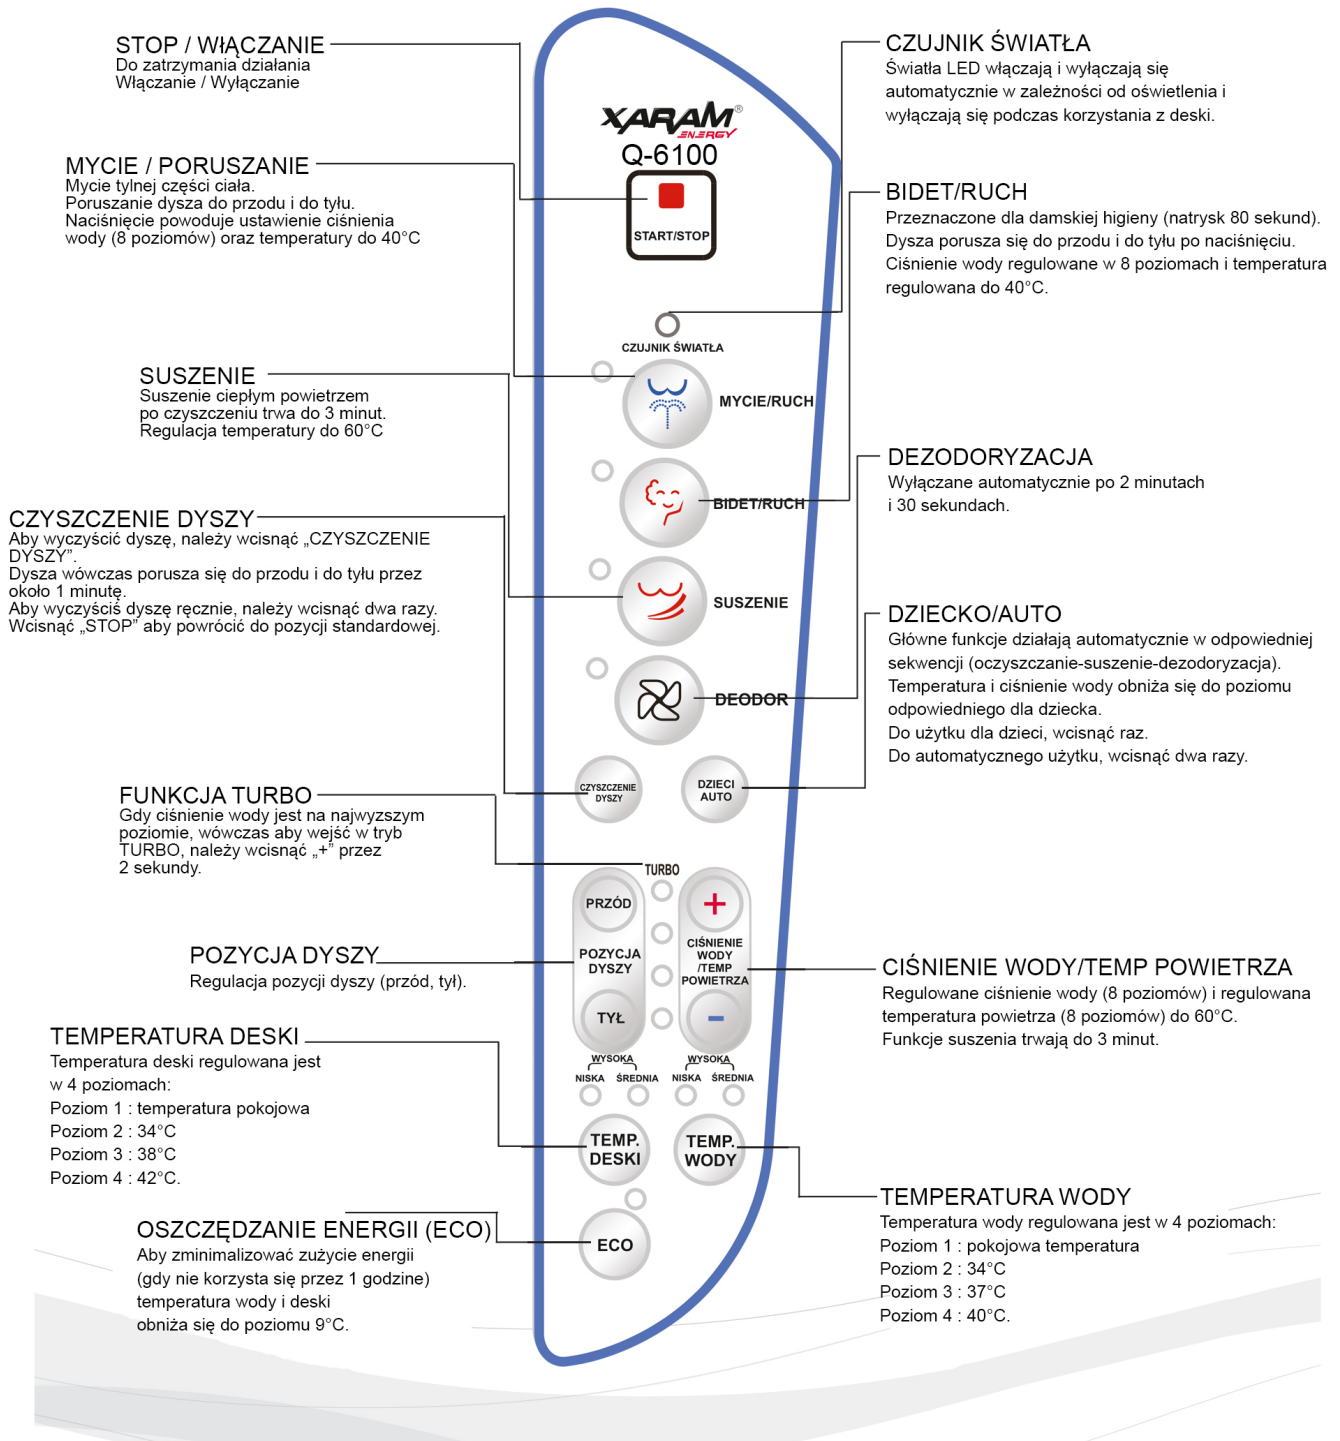 STOP / WłĄCZANIE
Do zatrzymania działania
Włączanie / Wyłączanie
MYCIE / PORUSZANIE
Mycie tylnej części ciała.
Poruszanie dysza do przodu i do tyłu.
Naciśnięcie powoduje ustawienie ciśnienia
wody (8 poziomów) oraz temperatury do 40°C
SUSZENIE
Suszenie ciepłym powietrzem
po czyszczeniu trwa do 3 minut.
Regulacja temperatury do 60°C
CZYSZCZENIE DYSZY
Aby wyczyścić dyszę, należy wcisnąć „CZYSZCZENIE
DYSZY”.
Dysza wówczas porusza się do przodu i do tyłu przez
około 1 minutę.
Aby wyczyściś dyszę ręcznie, należy wcisnąć dwa razy.
Wcisnąć „STOP” aby powrócić do pozycji standardowej.
FUNKCJA TURBO
Gdy ciśnienie wody jest na najwyzszym
poziomie, wówczas aby wejść w tryb
TURBO, należy wcisnąć „+” przez
2 sekundy.
POZYCJA DYSZY
Regulacja pozycji dyszy (przód, tył).
TEMPERATURA DESKI
Temperatura deski regulowana jest
w 4 poziomach:
Poziom 1 : temperatura pokojowa
Poziom 2 : 34°C
Poziom 3 : 38°C
Poziom 4 : 42°C.
OSZCZĘDZANIE ENERGII (ECO)
Aby zminimalizować zużycie energii
(gdy nie korzysta się przez 1 godzine)
temperatura wody i deski
obniża się do poziomu 9°C.
XARAM®
ENERGY
Q-6100
START/STOP
CZUJNIK ŚWIATŁA
MYCIE/RUCH
BIDET/RUCH
SUSZENIE
DEODOR
CZYSZCZENIE
DYSZY
DZIECI
AUTO
TURBO
PRZÓD
POZYCJA
DYSZY
TYŁ
+
CIŚNIENIE
WODY
/TEMP
POWIETRZA
–
WYSOKA
NISKA ŚREDNIA
WYSOKA
NISKA ŚREDNIA
TEMP.
DESKI
TEMP.
WODY
ECO
CZUJNIK ŚWIATŁA
Światła LED włączają i wyłączają się
automatycznie w zależności od oświetlenia i
wyłączają się podczas korzystania z deski.
BIDET/RUCH
Przeznaczone dla damskiej higieny (natrysk 80 sekund).
Dysza porusza się do przodu i do tyłu po naciśnięciu.
Ciśnienie wody regulowane w 8 poziomach i temperatura
regulowana do 40°C.
DEZODORYZACJA
Wyłączane automatycznie po 2 minutach
i 30 sekundach.
DZIECKO/AUTO
Główne funkcje działają automatycznie w odpowiedniej
sekwencji (oczyszczanie-suszenie-dezodoryzacja).
Temperatura i ciśnienie wody obniża się do poziomu
odpowiedniego dla dziecka.
Do użytku dla dzieci, wcisnąć raz.
Do automatycznego użytku, wcisnąć dwa razy.
CIŚNIENIE WODY/TEMP POWIETRZA
Regulowane ciśnienie wody (8 poziomów) i regulowana
temperatura powietrza (8 poziomów) do 60°C.
Funkcje suszenia trwają do 3 minut.
TEMPERATURA WODY
Temperatura wody regulowana jest w 4 poziomach:
Poziom 1 : pokojowa temperatura
Poziom 2 : 34°C
Poziom 3 : 37°C
Poziom 4 : 40°C.